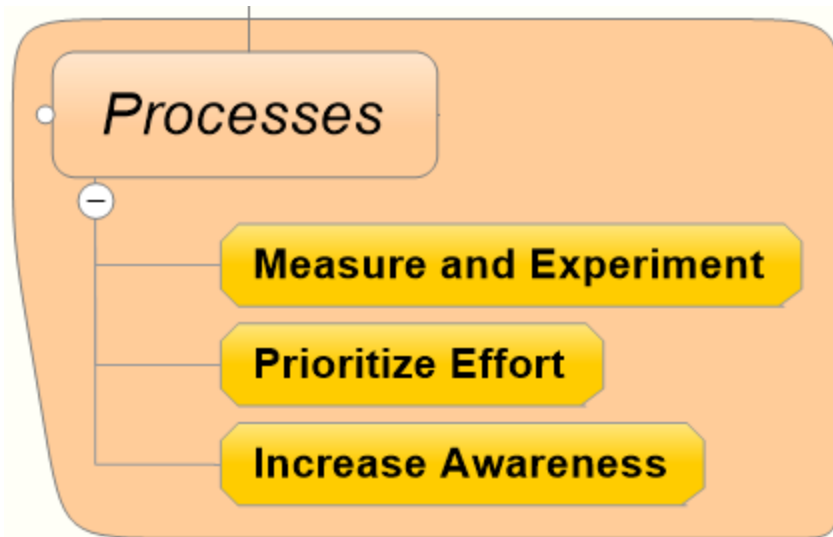 Processes
Measure and Experiment
Prioritize Effort
Increase Awareness